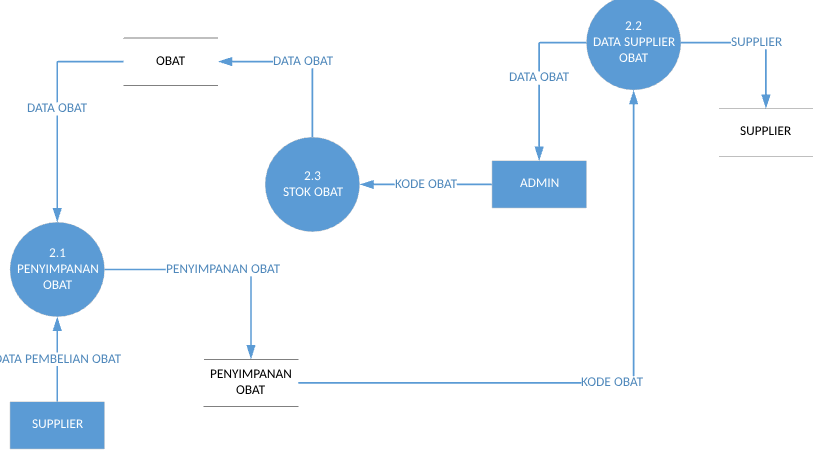 2.2
DATA SUPPLIER
OBAT
SUPPLIER
OBAT
DATA OBAT
DATA OBAT
DATA OBAT
SUPPLIER
2.3
STOK OBAT
KODE OBAT
ADMIN
2.1
PENYIMPANAN
OBAT
PENYIMPANAN OBAT
DATA PEMBELIAN OBAT
PENYIMPANAN
OBAT
KODE OBAT
SUPPLIER